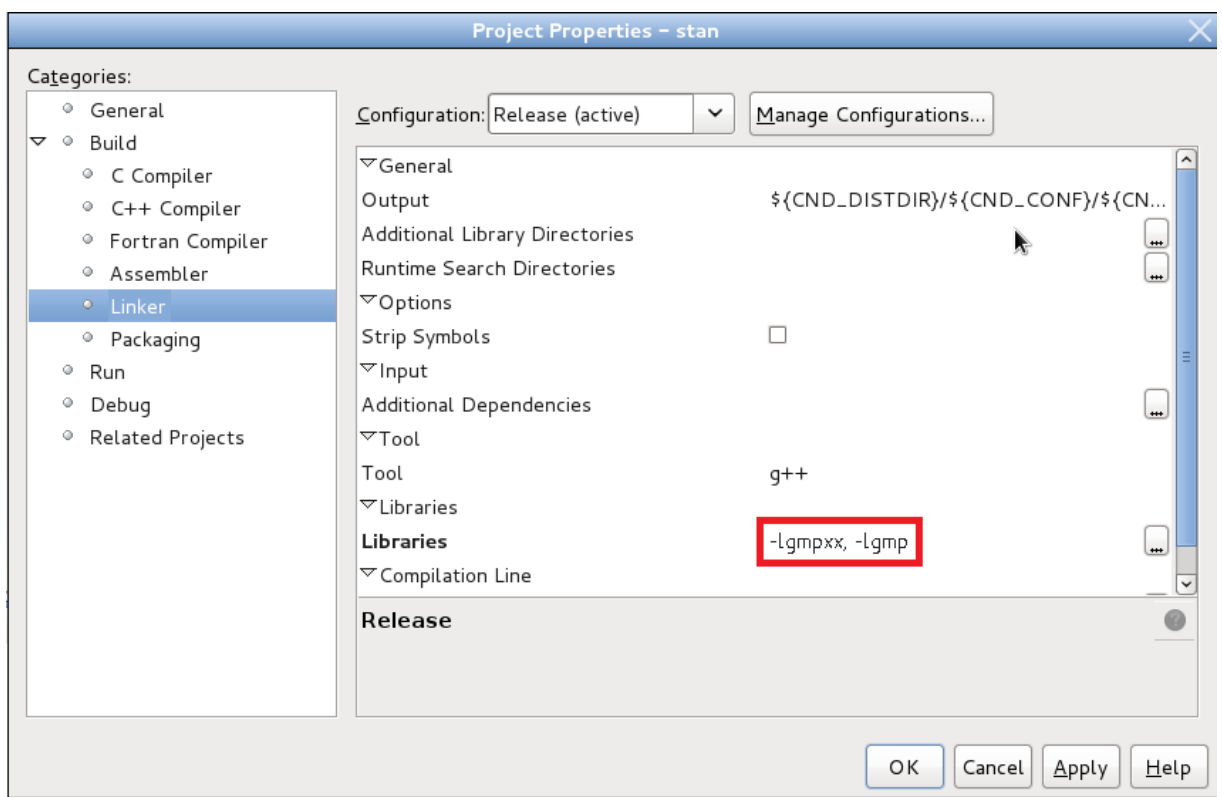 Project Properties – stan
Categories:
General
Build
C Compiler
C++ Compiler
Fortran Compiler
Assembler
Linker
Packaging
Run
Debug
Related Projects
Configuration: Release (active) Manage Configurations...
General
Output ${CND_DISTDIR}/${CND_CONF}/${CN...
Additional Library Directories ...
Runtime Search Directories ...
Options
Strip Symbols
Input
Additional Dependencies ...
Tool
Tool g++
Libraries
Libraries -lgmpxx, -lgmp ...
Compilation Line
Release ?
OK Cancel Apply Help